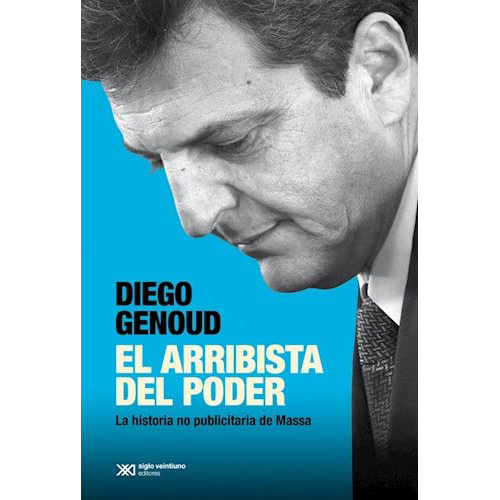 DIEGO
GENOUD
EL ARRIBISTA
DEL PODER
La historia no publicitaria de Massa
siglo veintiuno
editores